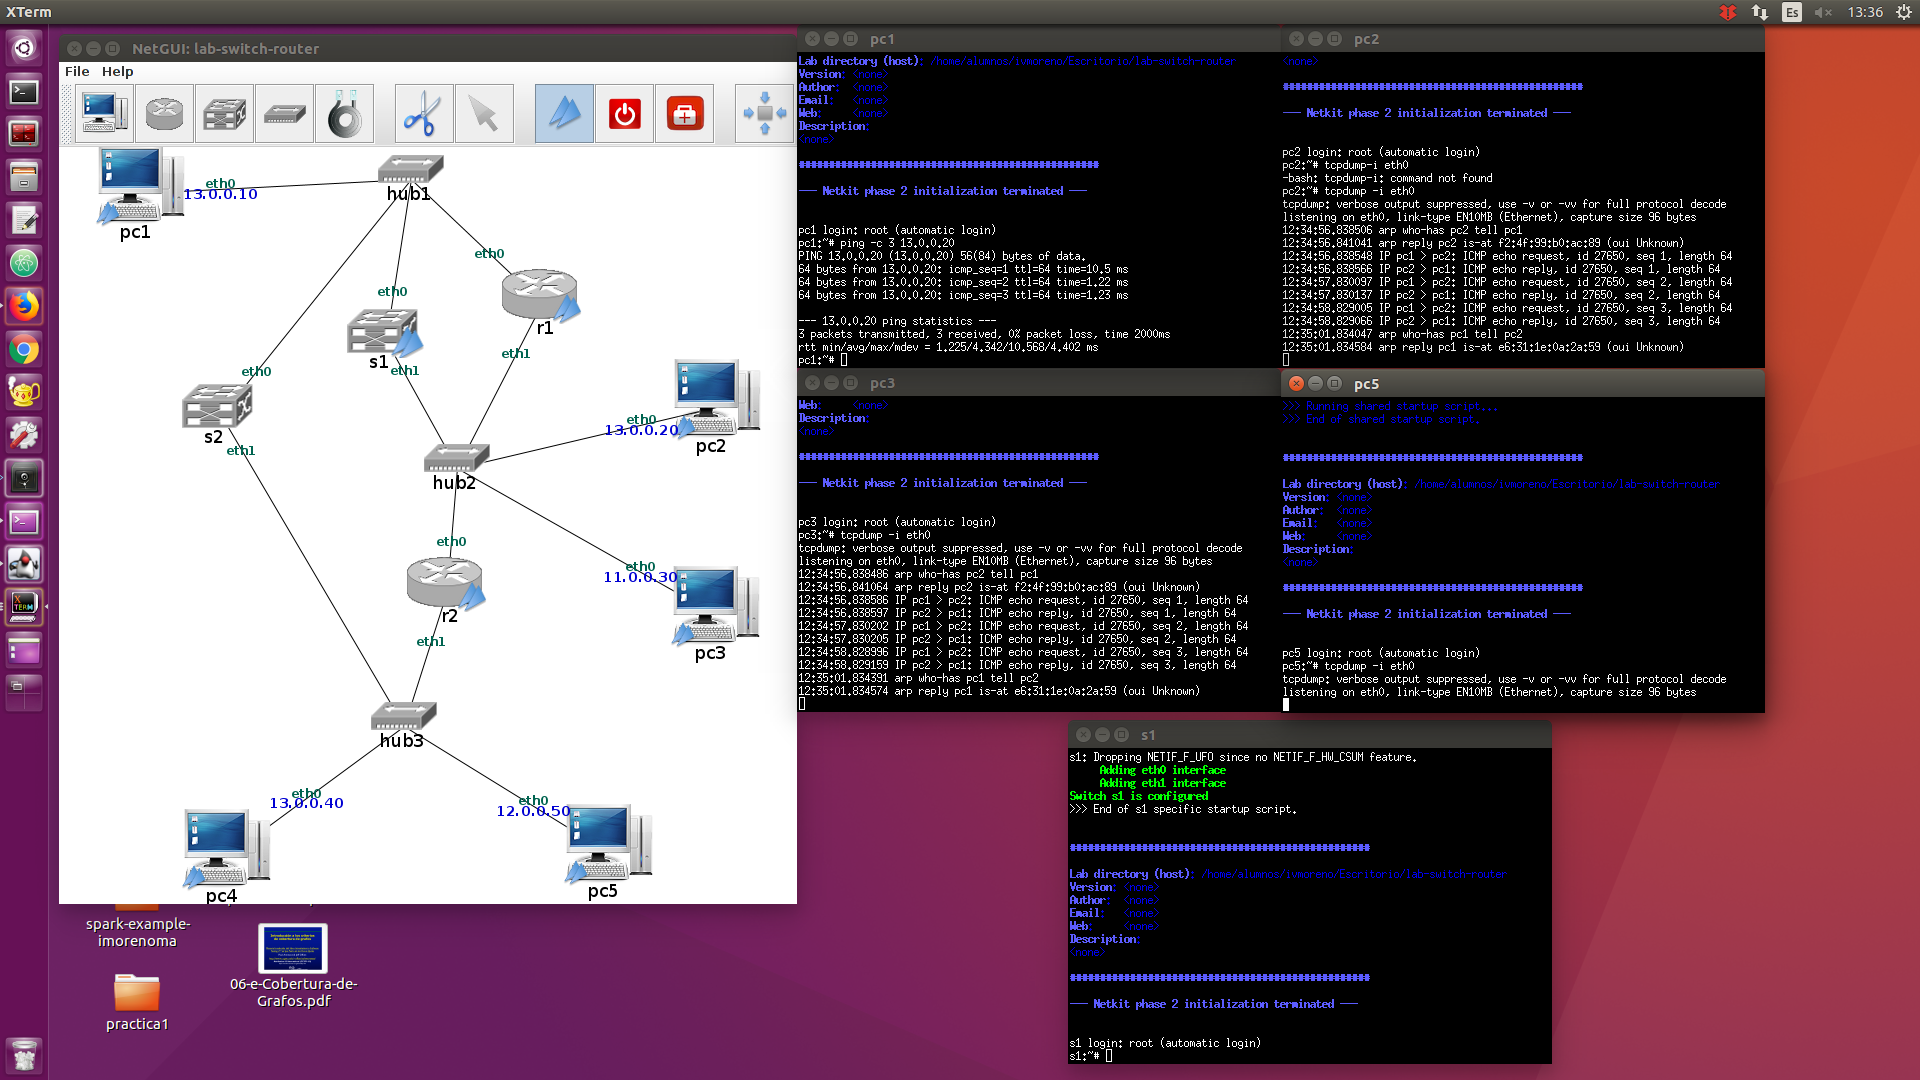 XTerm
Es
13:36
NetGUI: lab-switch-router
File Help
pc1
eth0
13.0.0.10
hub1
eth0
eth0
r1
s1
eth1
eth1
eth0
s2
eth1
eth0
13.0.0.20
pc2
hub2
eth0
eth0
11.0.0.30
pc3
r2
eth1
hub3
eth0
13.0.0.40
pc4
eth0
12.0.0.50
pc5
spark-example-
imorenoma
06-e-Cobertura-de-
Grafos.pdf
practica1
pc1
Lab directory (host): /home/alumnos/ivmoreno/Escritorio/lab-switch-router
Version: <none>
Author: <none>
Email: <none>
Web: <none>
Description:
<none>
--- Netkit phase 2 initialization terminated ---
pc1 login: root (automatic login)
pc1:~# ping -c 3 13.0.0.20
PING 13.0.0.20 (13.0.0.20) 56(84) bytes of data.
64 bytes from 13.0.0.20: icmp_seq=1 ttl=64 time=10.5 ms
64 bytes from 13.0.0.20: icmp_seq=2 ttl=64 time=1.22 ms
64 bytes from 13.0.0.20: icmp_seq=3 ttl=64 time=1.23 ms
--- 13.0.0.20 ping statistics ---
3 packets transmitted, 3 received, 0% packet loss, time 2000ms
rtt min/avg/max/mdev = 1.225/4.342/10.568/4.402 ms
pc1:~#
pc2
<none>
--- Netkit phase 2 initialization terminated ---
pc2 login: root (automatic login)
pc2:~# tcpdump-i eth0
-bash: tcpdump-i: command not found
pc2:~# tcpdump -i eth0
tcpdump: verbose output suppressed, use -v or -vv for full protocol decode
listening on eth0, link-type EN10MB (Ethernet), capture size 96 bytes
12:34:56.838506 arp who-has pc2 tell pc1
12:34:56.841041 arp reply pc2 is-at f2:4f:99:b0:ac:89 (oui Unknown)
12:34:56.838548 IP pc1 > pc2: ICMP echo request, id 27650, seq 1, length 64
12:34:56.838566 IP pc2 > pc1: ICMP echo reply, id 27650, seq 1, length 64
12:34:57.830097 IP pc1 > pc2: ICMP echo request, id 27650, seq 2, length 64
12:34:57.830137 IP pc2 > pc1: ICMP echo reply, id 27650, seq 2, length 64
12:34:58.829005 IP pc1 > pc2: ICMP echo request, id 27650, seq 3, length 64
12:34:58.829066 IP pc2 > pc1: ICMP echo reply, id 27650, seq 3, length 64
12:35:01.834047 arp who-has pc1 tell pc2
12:35:01.834584 arp reply pc1 is-at e6:31:1e:0a:2a:59 (oui Unknown)
pc3
Web: <none>
Description:
<none>
--- Netkit phase 2 initialization terminated ---
pc3 login: root (automatic login)
pc3:~# tcpdump -i eth0
tcpdump: verbose output suppressed, use -v or -vv for full protocol decode
listening on eth0, link-type EN10MB (Ethernet), capture size 96 bytes
12:34:56.838486 arp who-has pc2 tell pc1
12:34:56.841064 arp reply pc2 is-at f2:4f:99:b0:ac:89 (oui Unknown)
12:34:56.838586 IP pc1 > pc2: ICMP echo request, id 27650, seq 1, length 64
12:34:56.838597 IP pc2 > pc1: ICMP echo reply, id 27650, seq 1, length 64
12:34:57.830202 IP pc1 > pc2: ICMP echo request, id 27650, seq 2, length 64
12:34:57.830205 IP pc2 > pc1: ICMP echo reply, id 27650, seq 2, length 64
12:34:58.828996 IP pc1 > pc2: ICMP echo request, id 27650, seq 3, length 64
12:34:58.829159 IP pc2 > pc1: ICMP echo reply, id 27650, seq 3, length 64
12:35:01.834391 arp who-has pc1 tell pc2
12:35:01.834574 arp reply pc1 is-at e6:31:1e:0a:2a:59 (oui Unknown)
pc5
>>> Running shared startup script...
>>> End of shared startup script.
Lab directory (host): /home/alumnos/ivmoreno/Escritorio/lab-switch-router
Version: <none>
Author: <none>
Email: <none>
Web: <none>
Description:
<none>
--- Netkit phase 2 initialization terminated ---
pc5 login: root (automatic login)
pc5:~# tcpdump -i eth0
tcpdump: verbose output suppressed, use -v or -vv for full protocol decode
listening on eth0, link-type EN10MB (Ethernet), capture size 96 bytes
s1
s1: Dropping NETIF_F_UFO since no NETIF_F_HW_CSUM feature.
Adding eth0 interface
Adding eth1 interface
Switch s1 is configured
>>> End of s1 specific startup script.
Lab directory (host): /home/alumnos/ivmoreno/Escritorio/lab-switch-router
Version: <none>
Author: <none>
Email: <none>
Web: <none>
Description:
<none>
--- Netkit phase 2 initialization terminated ---
s1 login: root (automatic login)
s1:~#